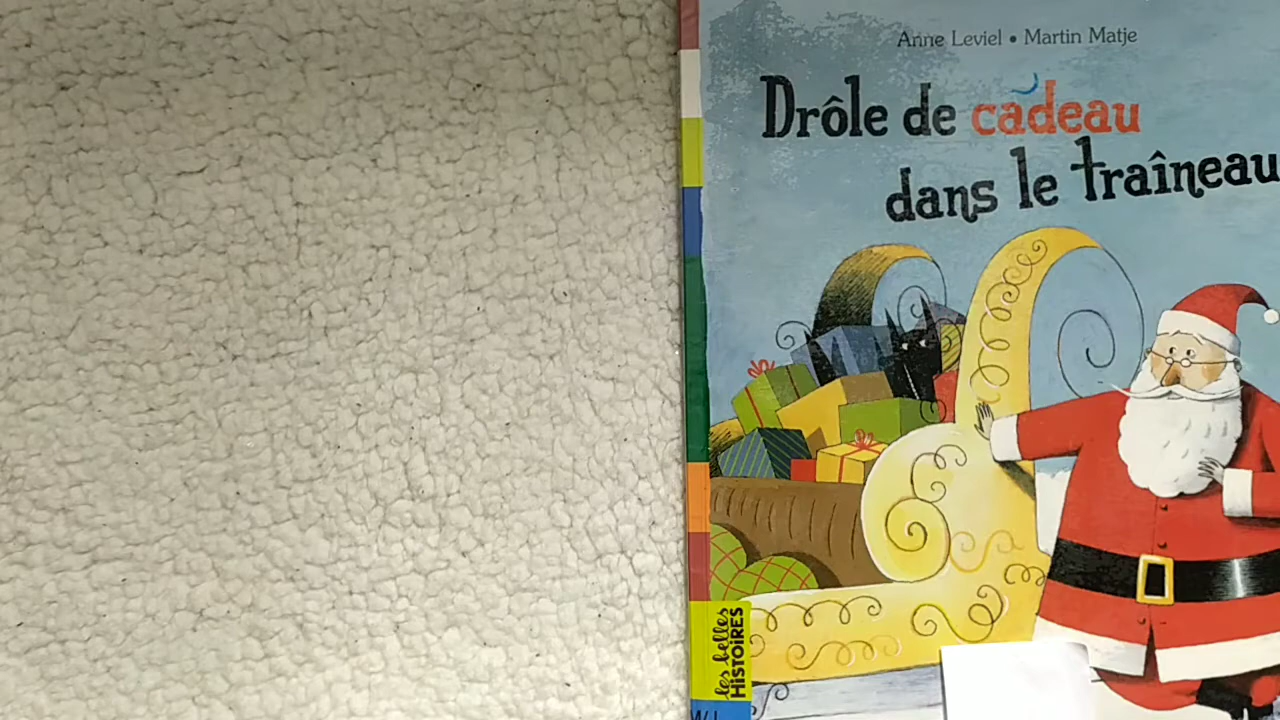 Anne Leviel • Martin Matje
Drôle de cadeau
dans le traîneau
les belles
HISTOIRES